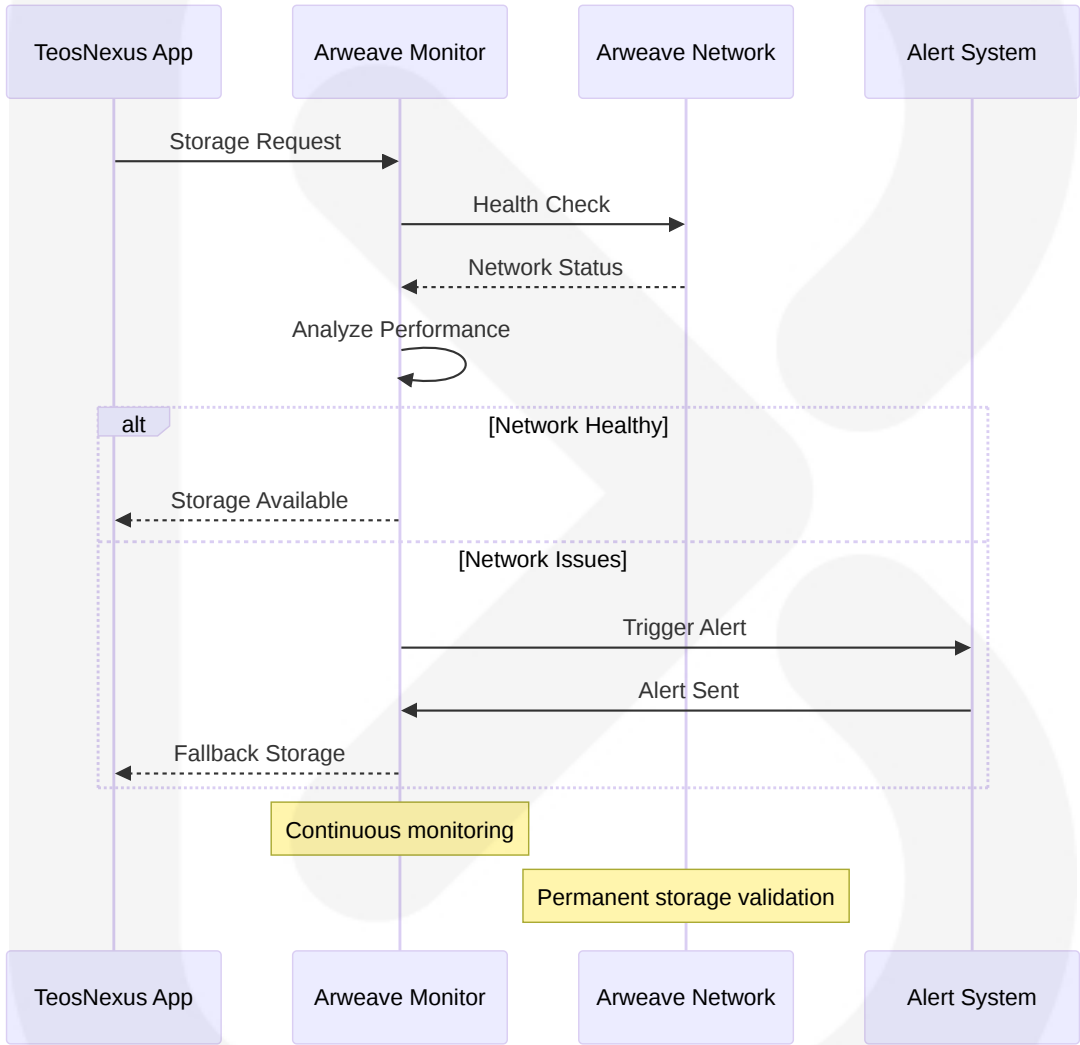 TeosNexus App
Arweave Monitor
Arweave Network
Alert System
Storage Request
Health Check
Network Status
Analyze Performance
alt
[Network Healthy]
Storage Available
[Network Issues]
Trigger Alert
Alert Sent
Fallback Storage
Continuous monitoring
Permanent storage validation
TeosNexus App
Arweave Monitor
Arweave Network
Alert System